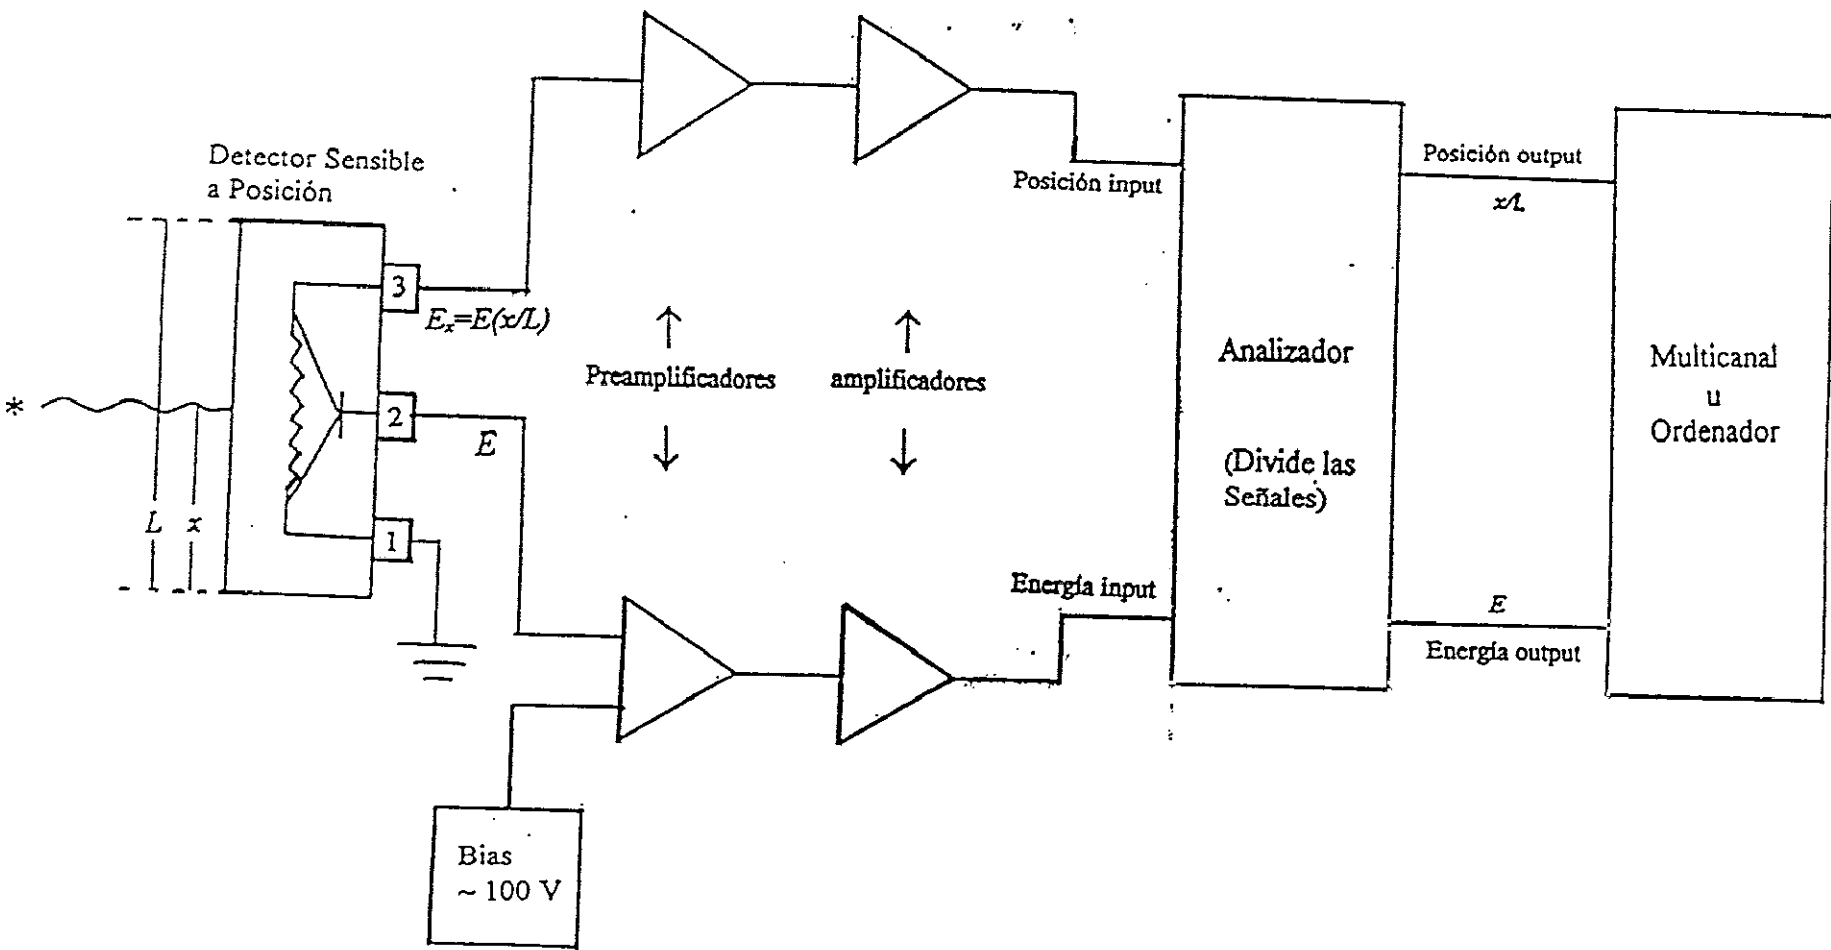 Detector Sensible
a Posición
3
E_x=E(x/L)
2
E
1
L
x
*
Preamplificadores
amplificadores
Posición input
Energía input
Analizador
(Divide las
Señales)
Posición output
x/L
E
Energía output
Multicanal
u
Ordenador
Bias
~ 100 V